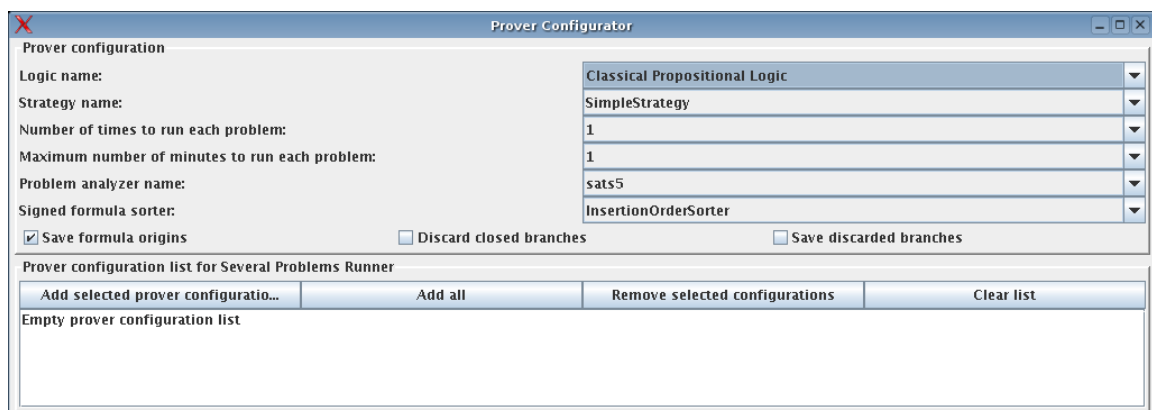 Prover Configurator
Prover configuration
Logic name: Classical Propositional Logic
Strategy name: SimpleStrategy
Number of times to run each problem: 1
Maximum number of minutes to run each problem: 1
Problem analyzer name: sats5
Signed formula sorter: InsertionOrderSorter
Save formula origins Discard closed branches Save discarded branches
Prover configuration list for Several Problems Runner
Add selected prover configuratio... Add all Remove selected configurations Clear list
Empty prover configuration list